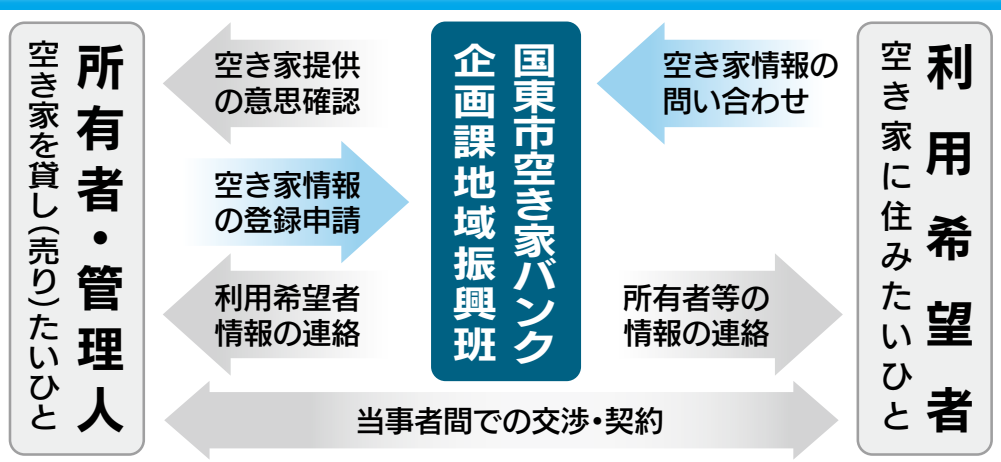 所有者・管理人
空き家を貸し(売り)たいひと
空き家提供
の意思確認
空き家情報
の登録申請
利用希望者
情報の連絡
国東市空き家バンク
企画課地域振興班
空き家情報の
問い合わせ
所有者等の
情報の連絡
利用希望者
空き家に住みたいひと
当事者間での交渉・契約